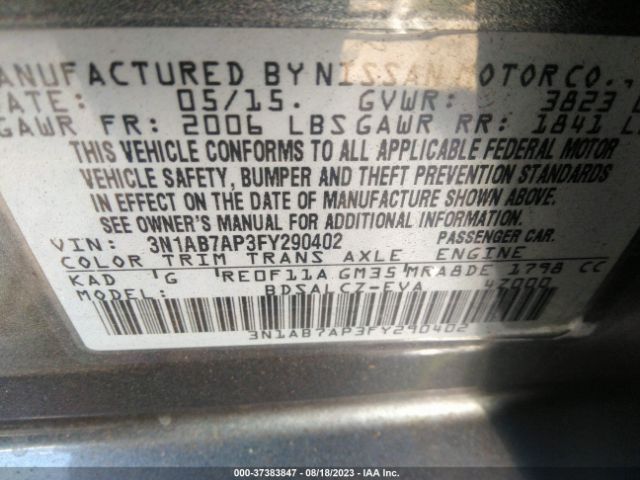 ANUFACTURED BY NISSAN MOTOR CO.,
ATE: 05/15. GVWR: 3823
GAWR FR: 2006 LBS GAWR RR: 1841 L
THIS VEHICLE CONFORMS TO ALL APPLICABLE FEDERAL MOTOR
VEHICLE SAFETY, BUMPER AND THEFT PREVENTION STANDARDS
IN EFFECT ON THE DATE OF MANUFACTURE SHOWN ABOVE.
SEE OWNER'S MANUAL FOR ADDITIONAL INFORMATION
VIN: 3N1AB7AP3FY290402 PASSENGER CAR.
COLOR TRIM TRANS AXLE ENGINE
KAD G RE0F11A GM35 MRA8DE 1798 CC
BDSALCZ-EVA 4Z000
3N1AB7AP3FY290402
000-37383847 - 08/18/2023 - IAA Inc.